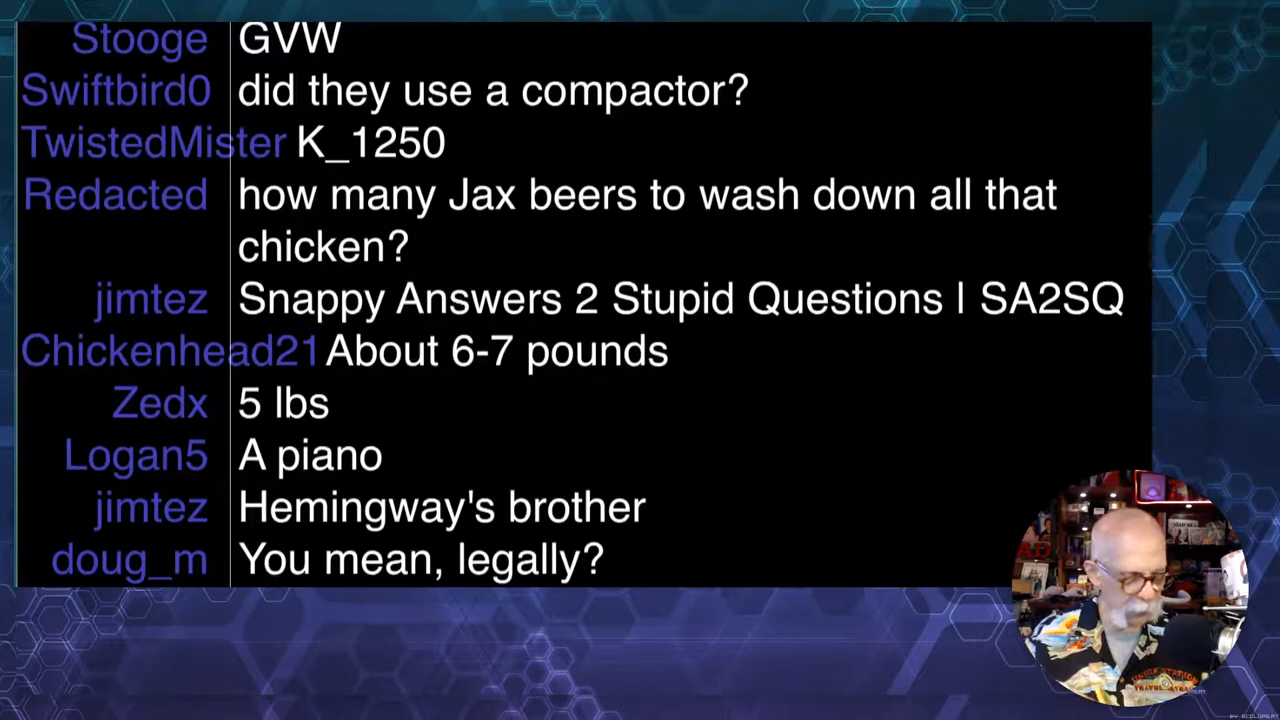 Stooge GVW
Swiftbird0 did they use a compactor?
TwistedMister K_1250
Redacted how many Jax beers to wash down all that
chicken?
jimtez Snappy Answers 2 Stupid Questions | SA2SQ
Chickenhead21 About 6-7 pounds
Zedx 5 lbs
Logan5 A piano
jimtez Hemingway's brother
doug_m You mean, legally?